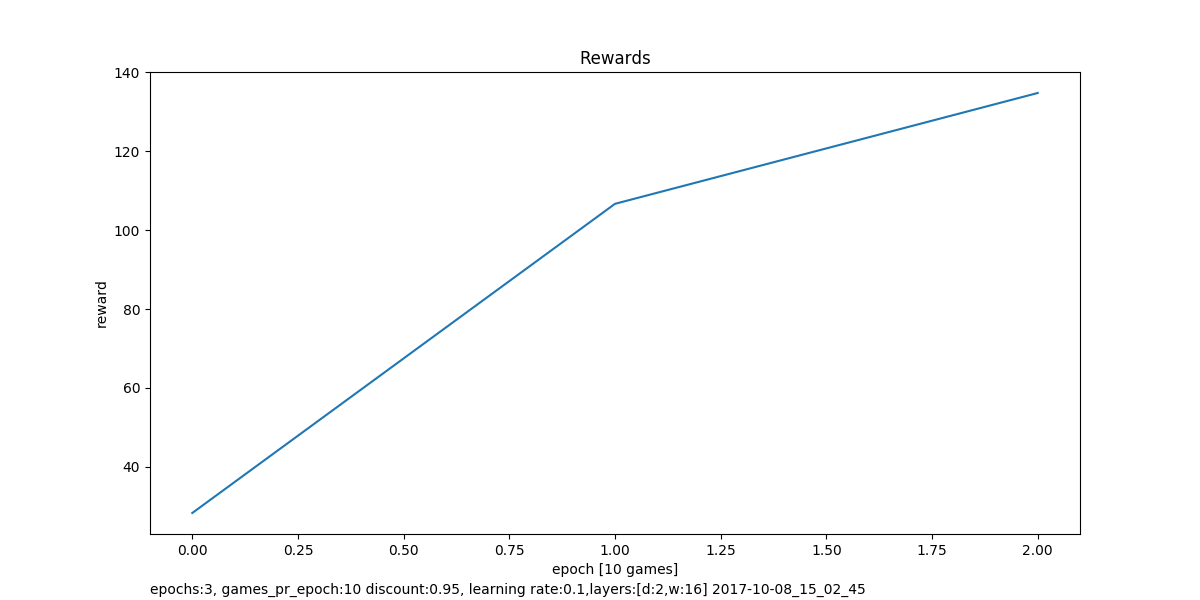 Rewards
140
120
100
80
60
40
reward
0.00 0.25 0.50 0.75 1.00 1.25 1.50 1.75 2.00
epoch [10 games]
epochs:3, games_pr_epoch:10 discount:0.95, learning rate:0.1,layers:[d:2,w:16] 2017-10-08_15_02_45